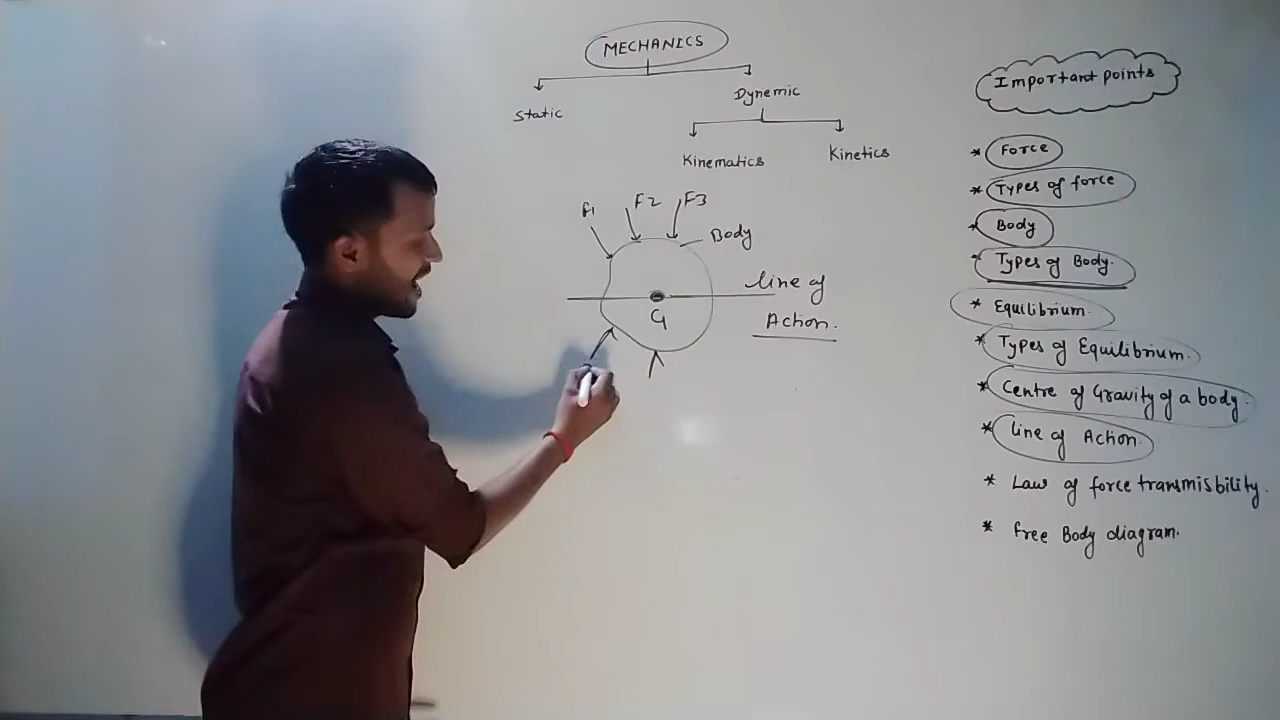 MECHANICS
Static
Dynemic
Kinematics
Kinetics
F1
F2
F3
Body
line of
Action.
G
Important points
* Force
* Types of force
* Body
* Types of Body.
* Equilibrium.
* Types of Equilibrium.
* Centre of Gravity of a body.
* line of Action.
* Law of force transmisbility.
* free Body diagram.